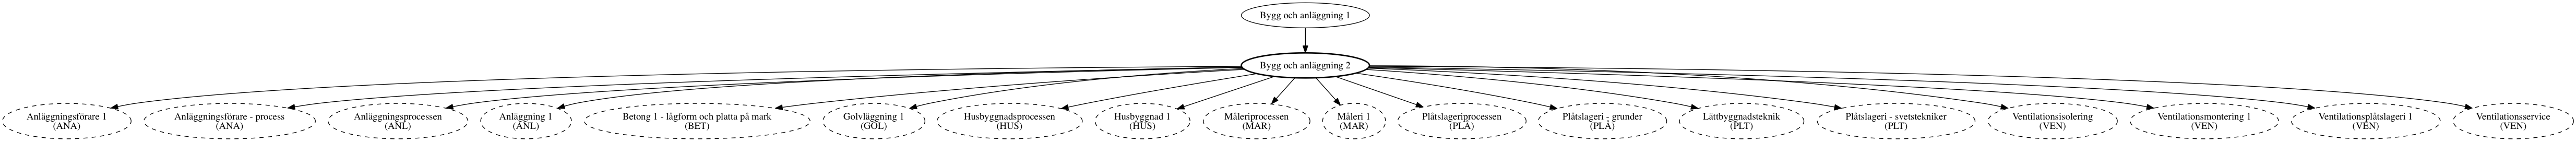 Bygg och anläggning 1
Bygg och anläggning 2
Anläggningsförare 1
(ANA)
Anläggningsförare - process
(ANA)
Anläggningsprocessen
(ANL)
Anläggning 1
(ANL)
Betong 1 - lågform och platta på mark
(BET)
Golvläggning 1
(GOL)
Husbyggnadsprocessen
(HUS)
Husbyggnad 1
(HUS)
Måleriprocessen
(MAR)
Måleri 1
(MAR)
Plåtslageriprocessen
(PLÅ)
Plåtslageri - grunder
(PLÅ)
Lättbyggnadsteknik
(PLT)
Plåtslageri - svetstekniker
(PLT)
Ventilationsisolering
(VEN)
Ventilationsmontering 1
(VEN)
Ventilationsplåtslageri 1
(VEN)
Ventilationsservice
(VEN)